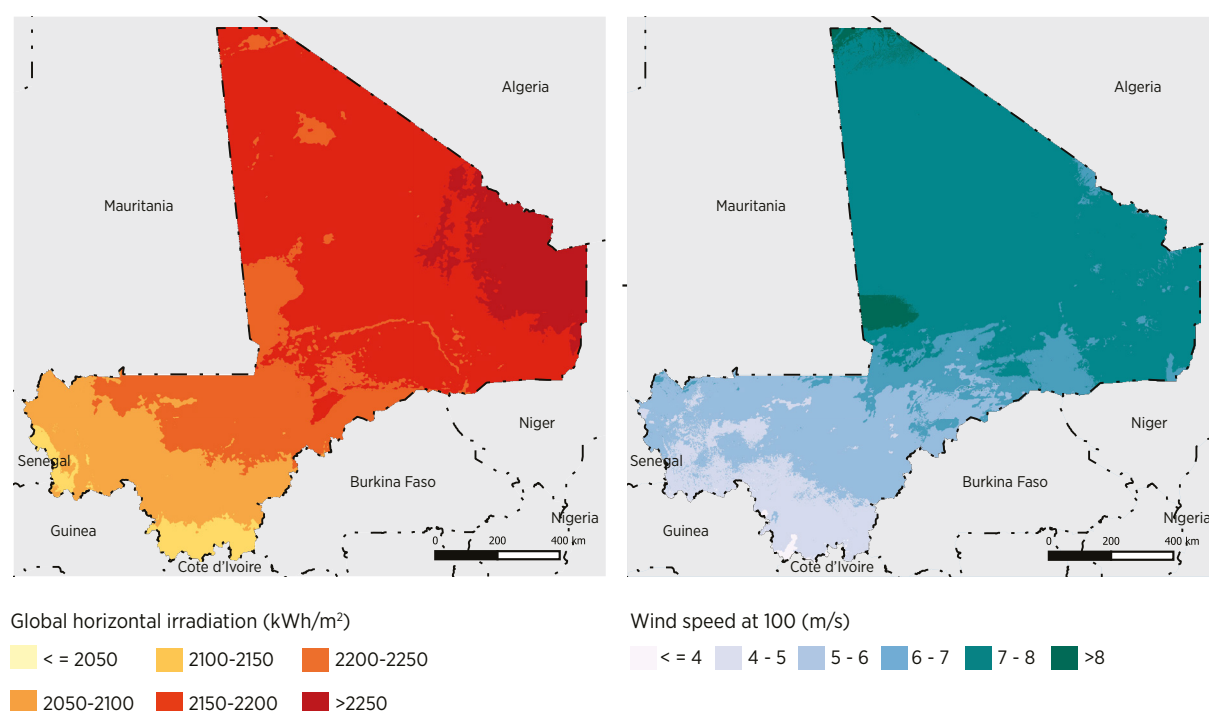 Algeria
Mauritania
Niger
Senegal
Burkina Faso
Guinea
Nigeria
0 200 400 km
Cote d'Ivoire
Algeria
Mauritania
Niger
Senegal
Burkina Faso
Guinea
Nigeria
0 200 400 km
Cote d'Ivoire
Global horizontal irradiation (kWh/m²)
< = 2050 2100-2150 2200-2250
2050-2100 2150-2200 >2250
Wind speed at 100 (m/s)
< = 4 4 - 5 5 - 6 6 - 7 7 - 8 >8